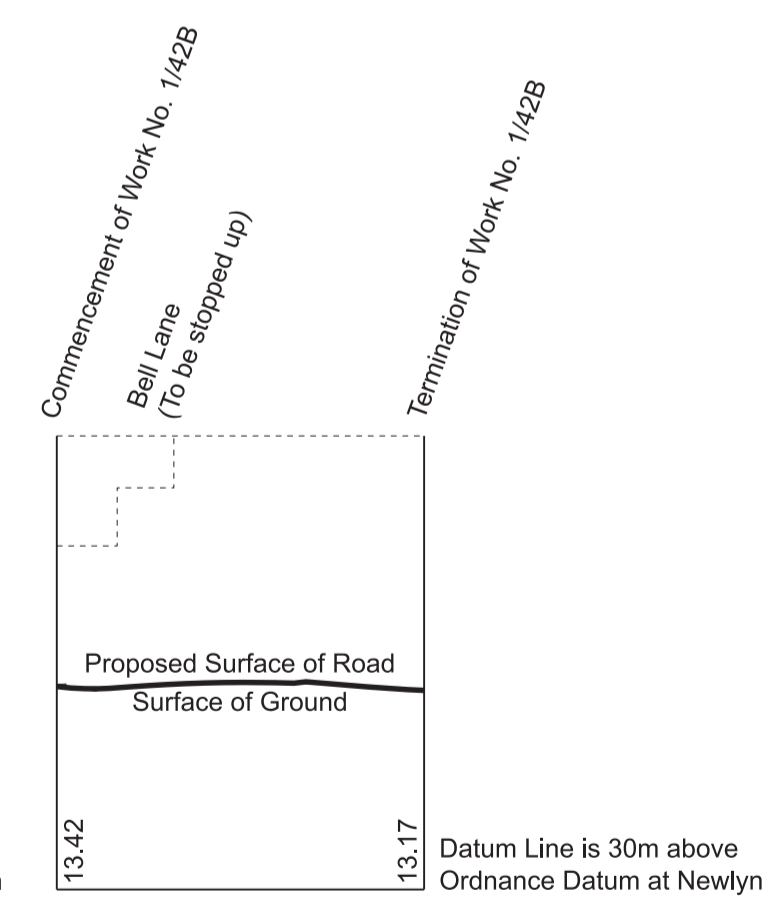 Commencement of Work No. 1/42B
Bell Lane
(To be stopped up)
Termination of Work No. 1/42B
Proposed Surface of Road
Surface of Ground
13.42
13.17
Datum Line is 30m above
Ordnance Datum at Newlyn